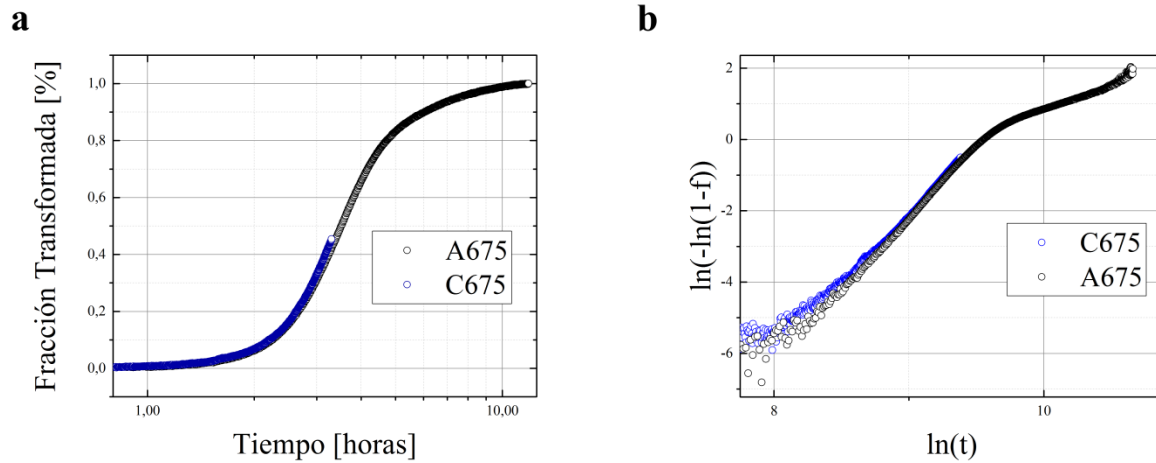 a
Fracción Transformada [%]
1,0
0,8
0,6
0,4
0,2
0,0
A675
C675
1,00
10,00
Tiempo [horas]
b
ln(-ln(1-f))
2
0
-2
-4
-6
C675
A675
8
10
ln(t)